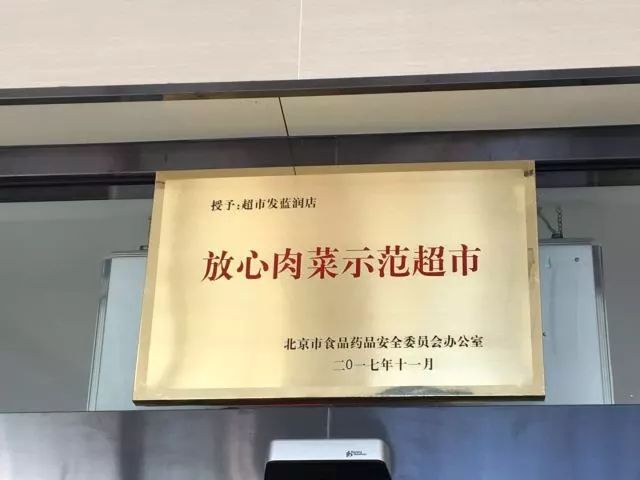 授予:超市发蓝润店
放心肉菜示范超市
北京市食品药品安全委员会办公室
二〇一七年十一月